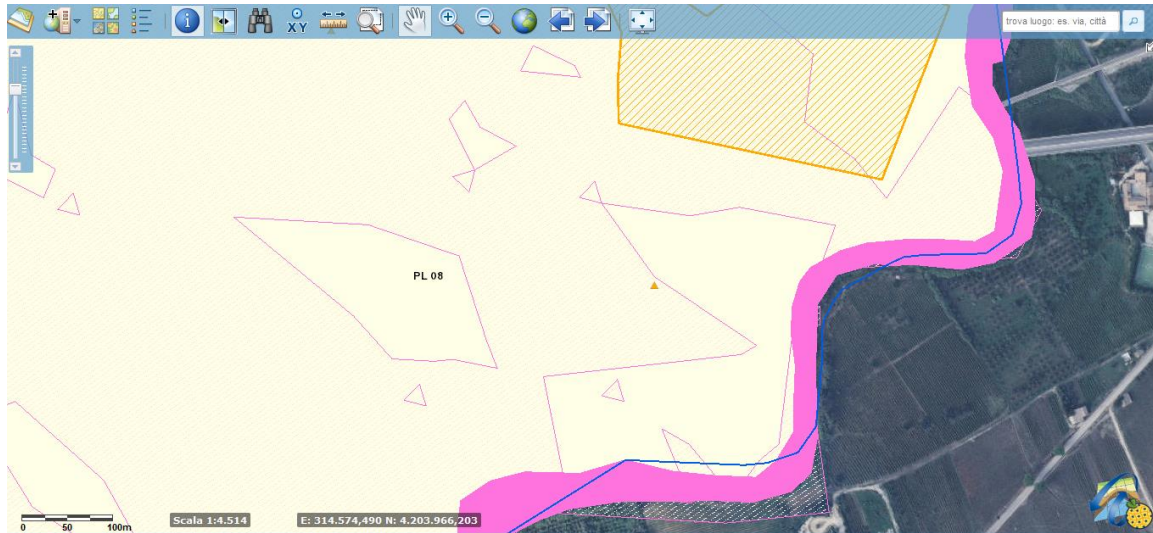 XY
trova luogo: es. via, città
PL 08
0 50 100m
Scala 1:4.514
E: 314.574,490 N: 4.203.966,203